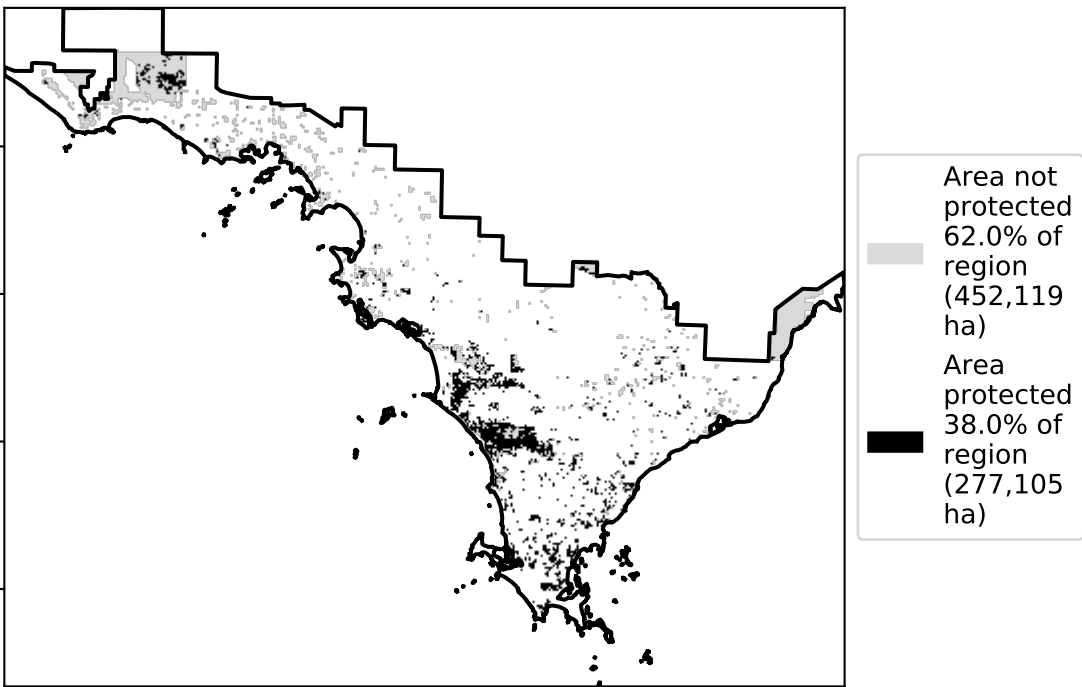 Area not
protected
62.0% of
region
(452,119
ha)
Area
protected
38.0% of
region
(277,105
ha)